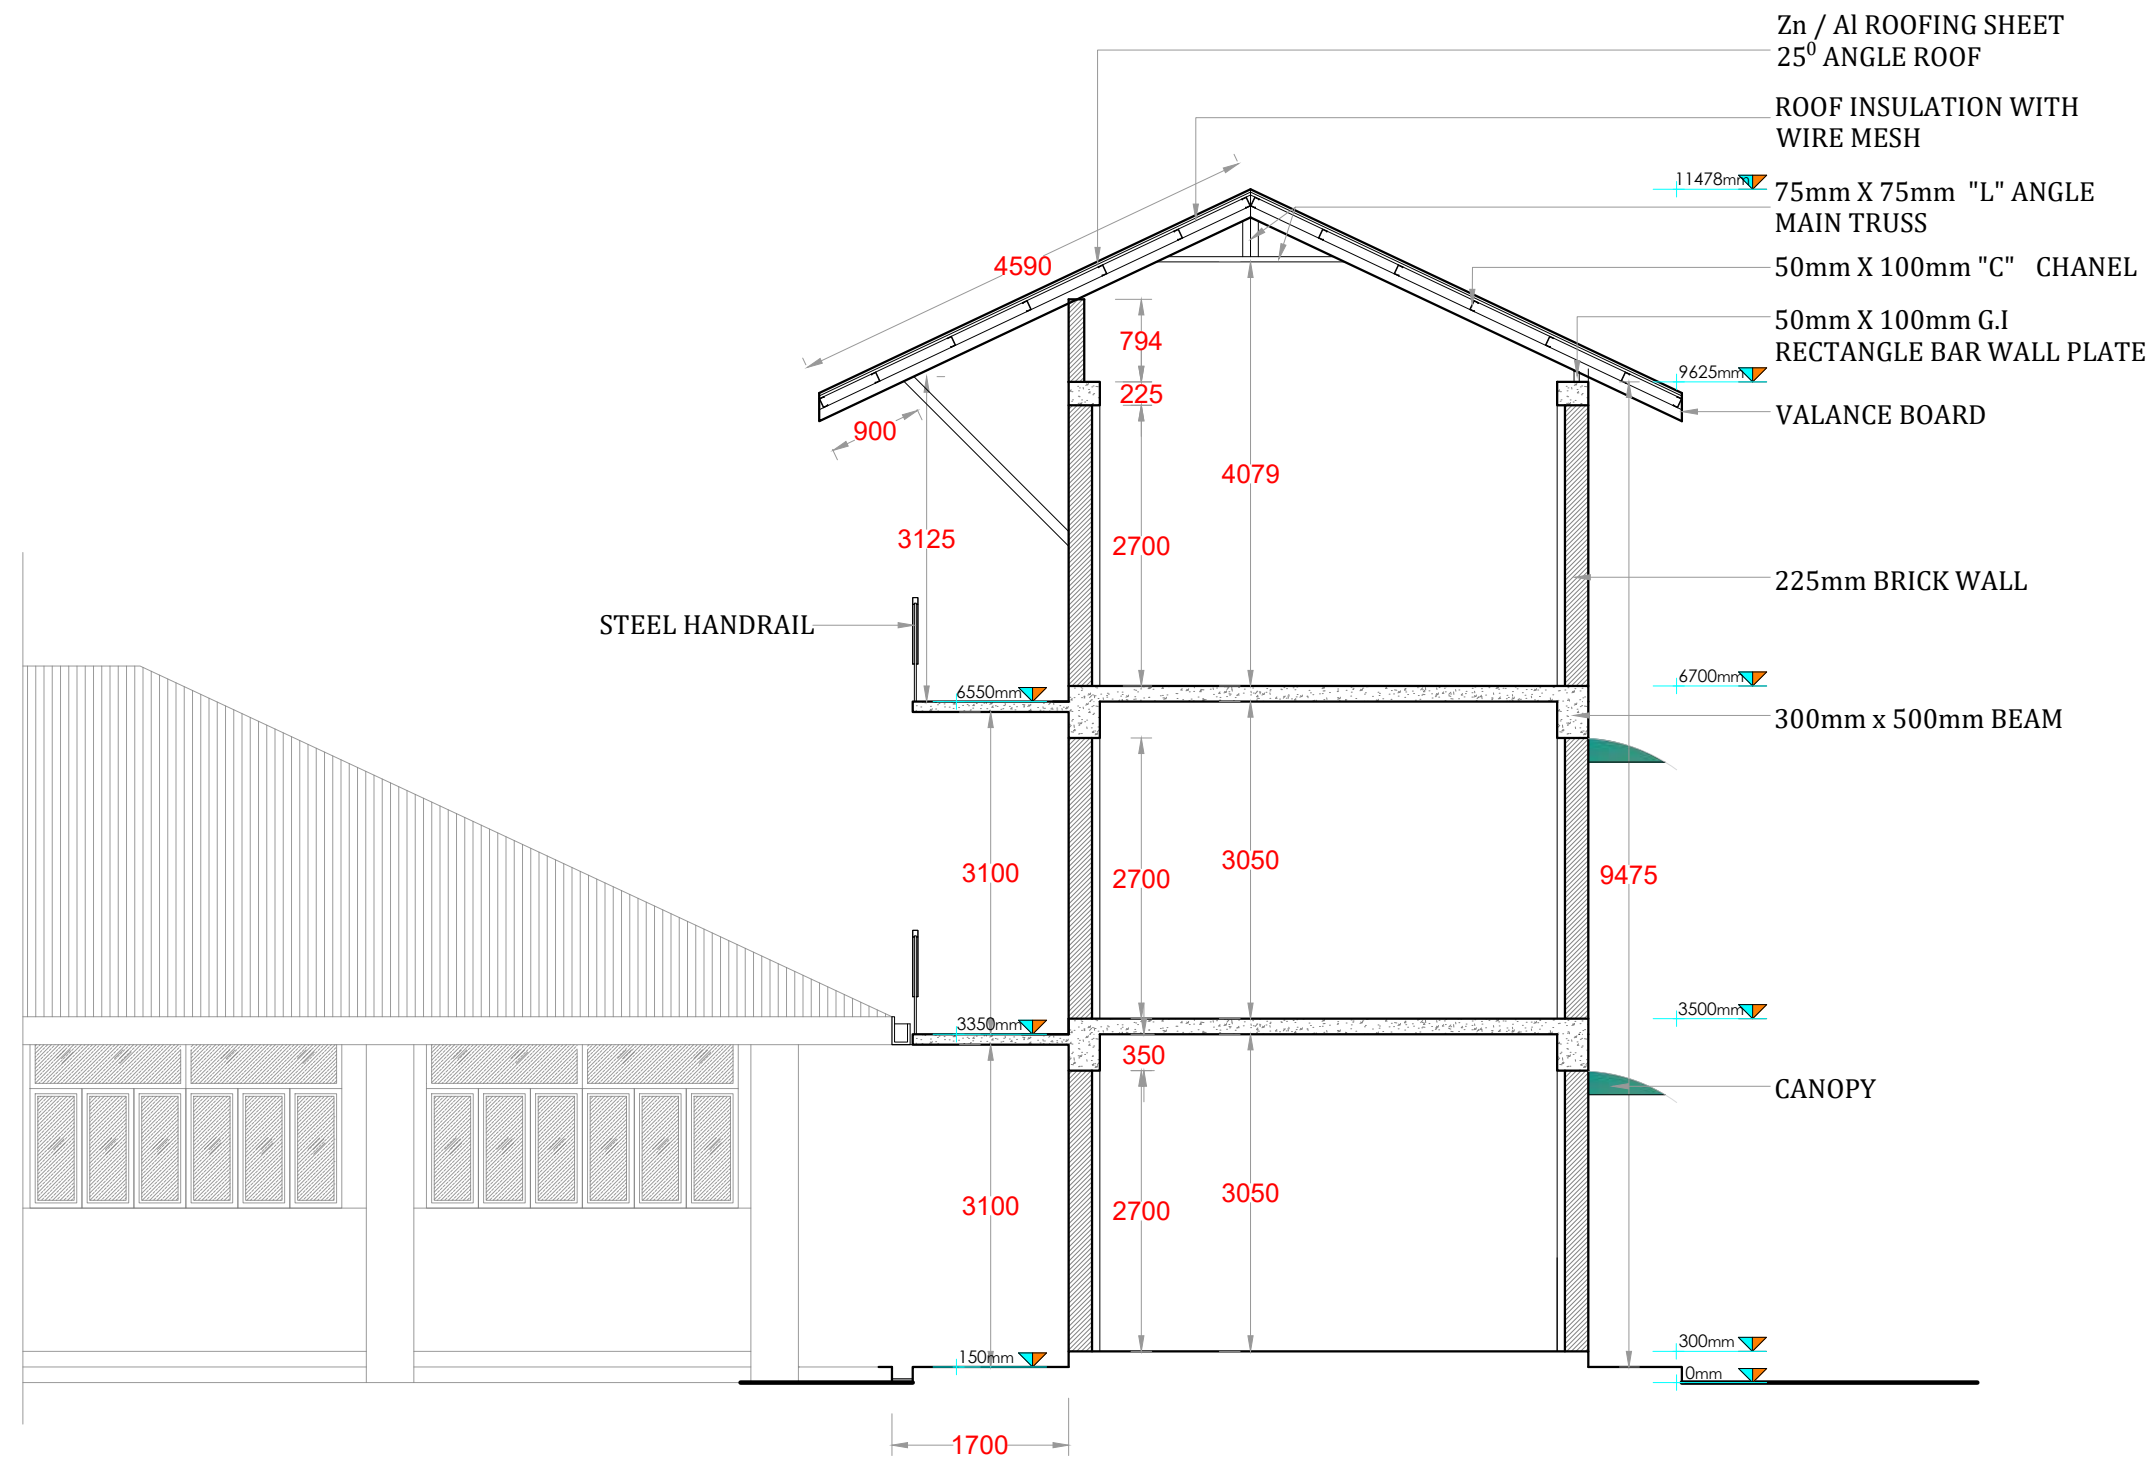 Zn / Al ROOFING SHEET
25⁰ ANGLE ROOF
ROOF INSULATION WITH
WIRE MESH
11478mm
75mm X 75mm "L" ANGLE
MAIN TRUSS
4590
50mm X 100mm "C" CHANEL
50mm X 100mm G.I
RECTANGLE BAR WALL PLATE
794
9625mm
225
VALANCE BOARD
900
4079
3125
2700
225mm BRICK WALL
STEEL HANDRAIL
6550mm
6700mm
300mm x 500mm BEAM
3100
2700
3050
9475
3350mm
3500mm
350
CANOPY
3100
2700
3050
150mm
300mm
0mm
1700